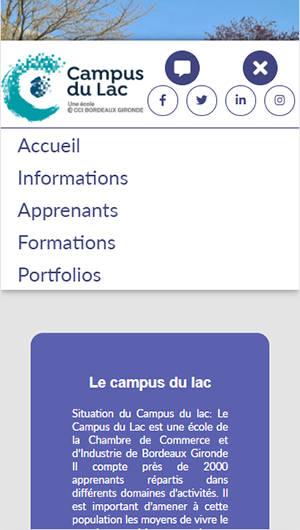 Campus
du Lac
Une école
CCI BORDEAUX GIRONDE
Accueil
Informations
Apprenants
Formations
Portfolios
Le campus du lac
Situation du Campus du lac: Le
Campus du Lac est une école de
la Chambre de Commerce et
d'Industrie de Bordeaux Gironde
Il compte près de 2000
apprenants répartis dans
différents domaines d'activités. Il
est important d'amener à cette
population les moyens de vivre le